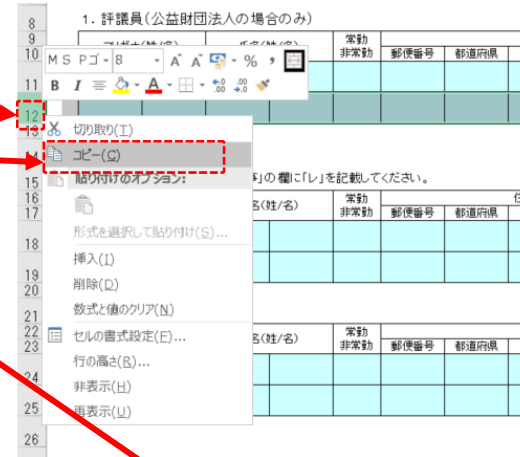 8
1．評議員(公益財団法人の場合のみ)
9
常勤
10
非常勤 郵便番号 都道府県
ＭＳ Ｐゴ 8 A A % ,
B I A
11
12
13
切り取り(T)
コピー(C)
14
貼り付けのオプション:
の欄に「レ」を記載してください。
15
16
常勤
名(姓/名)
17
非常勤 郵便番号 都道府県
形式を選択して貼り付け(S)...
18
挿入(I)
19
削除(D)
20
数式と値のクリア(N)
21
22
セルの書式設定(F)...
常勤
名(姓/名)
23
非常勤 郵便番号 都道府県
行の高さ(R)...
24
非表示(H)
25
再表示(U)
26